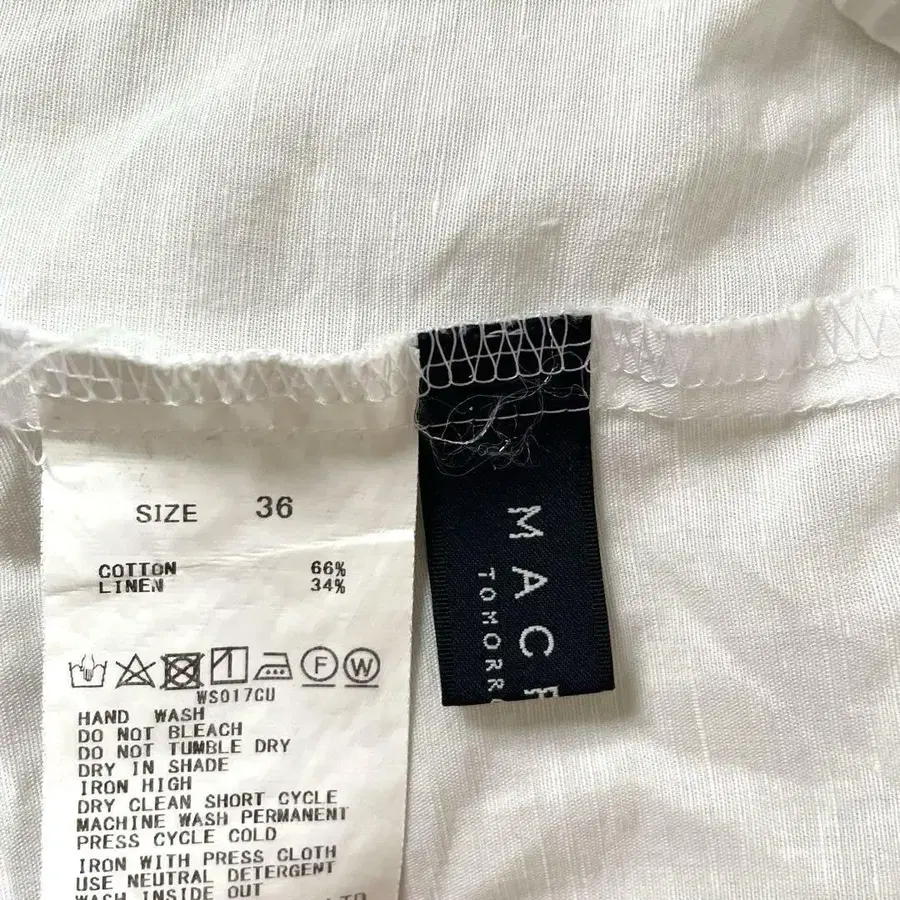 SIZE 36
COTTON 66%
LINEN 34%
F W
WS017CU
HAND WASH
DO NOT BLEACH
DO NOT TUMBLE DRY
DRY IN SHADE
IRON HIGH
DRY CLEAN SHORT CYCLE
MACHINE WASH PERMANENT
PRESS CYCLE COLD
IRON WITH PRESS CLOTH
USE NEUTRAL DETERGENT
WASH INSIDE OUT
MAC
TOMORR